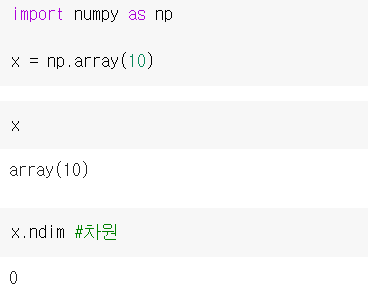 import numpy as np
x = np.array(10)
x
array(10)
x.ndim #차원
0